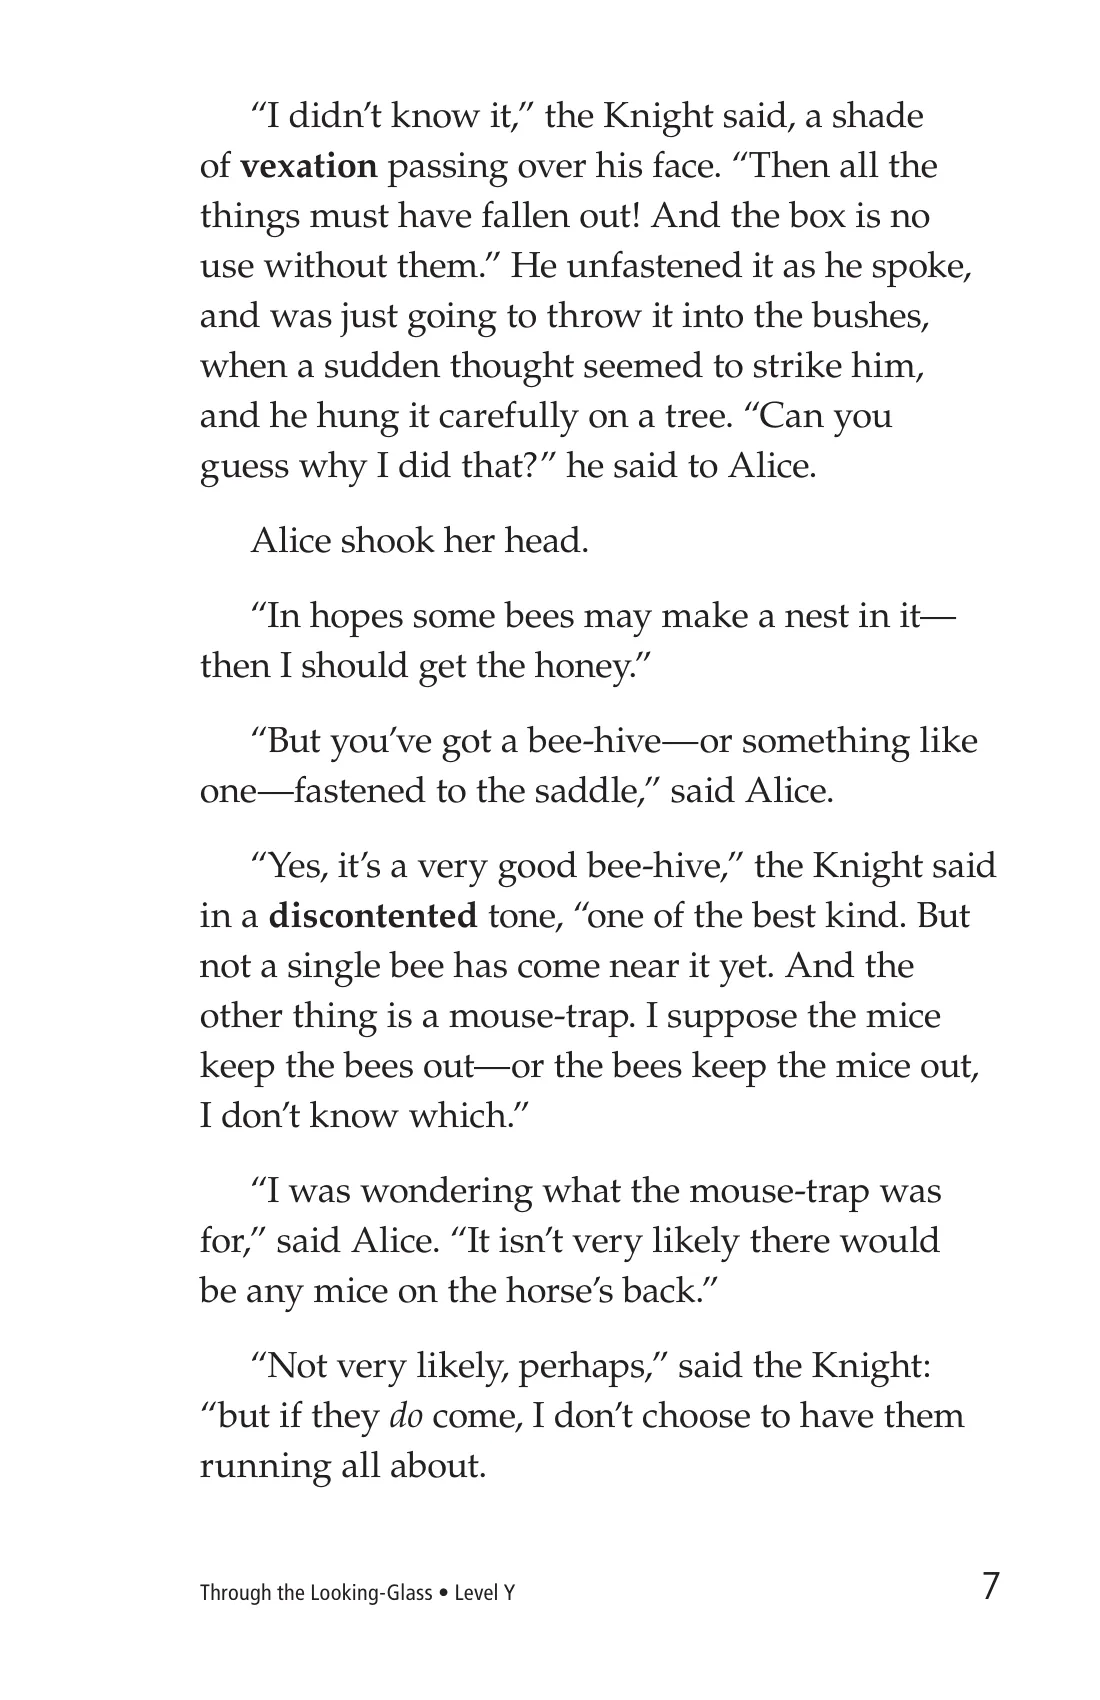 “I didn’t know it,” the Knight said, a shade
of vexation passing over his face. “Then all the
things must have fallen out! And the box is no
use without them.” He unfastened it as he spoke,
and was just going to throw it into the bushes,
when a sudden thought seemed to strike him,
and he hung it carefully on a tree. “Can you
guess why I did that?” he said to Alice.
Alice shook her head.
“In hopes some bees may make a nest in it—
then I should get the honey.”
“But you’ve got a bee-hive—or something like
one—fastened to the saddle,” said Alice.
“Yes, it’s a very good bee-hive,” the Knight said
in a discontented tone, “one of the best kind. But
not a single bee has come near it yet. And the
other thing is a mouse-trap. I suppose the mice
keep the bees out—or the bees keep the mice out,
I don’t know which.”
“I was wondering what the mouse-trap was
for,” said Alice. “It isn’t very likely there would
be any mice on the horse’s back.”
“Not very likely, perhaps,” said the Knight:
“but if they do come, I don’t choose to have them
running all about.
Through the Looking-Glass • Level Y
7